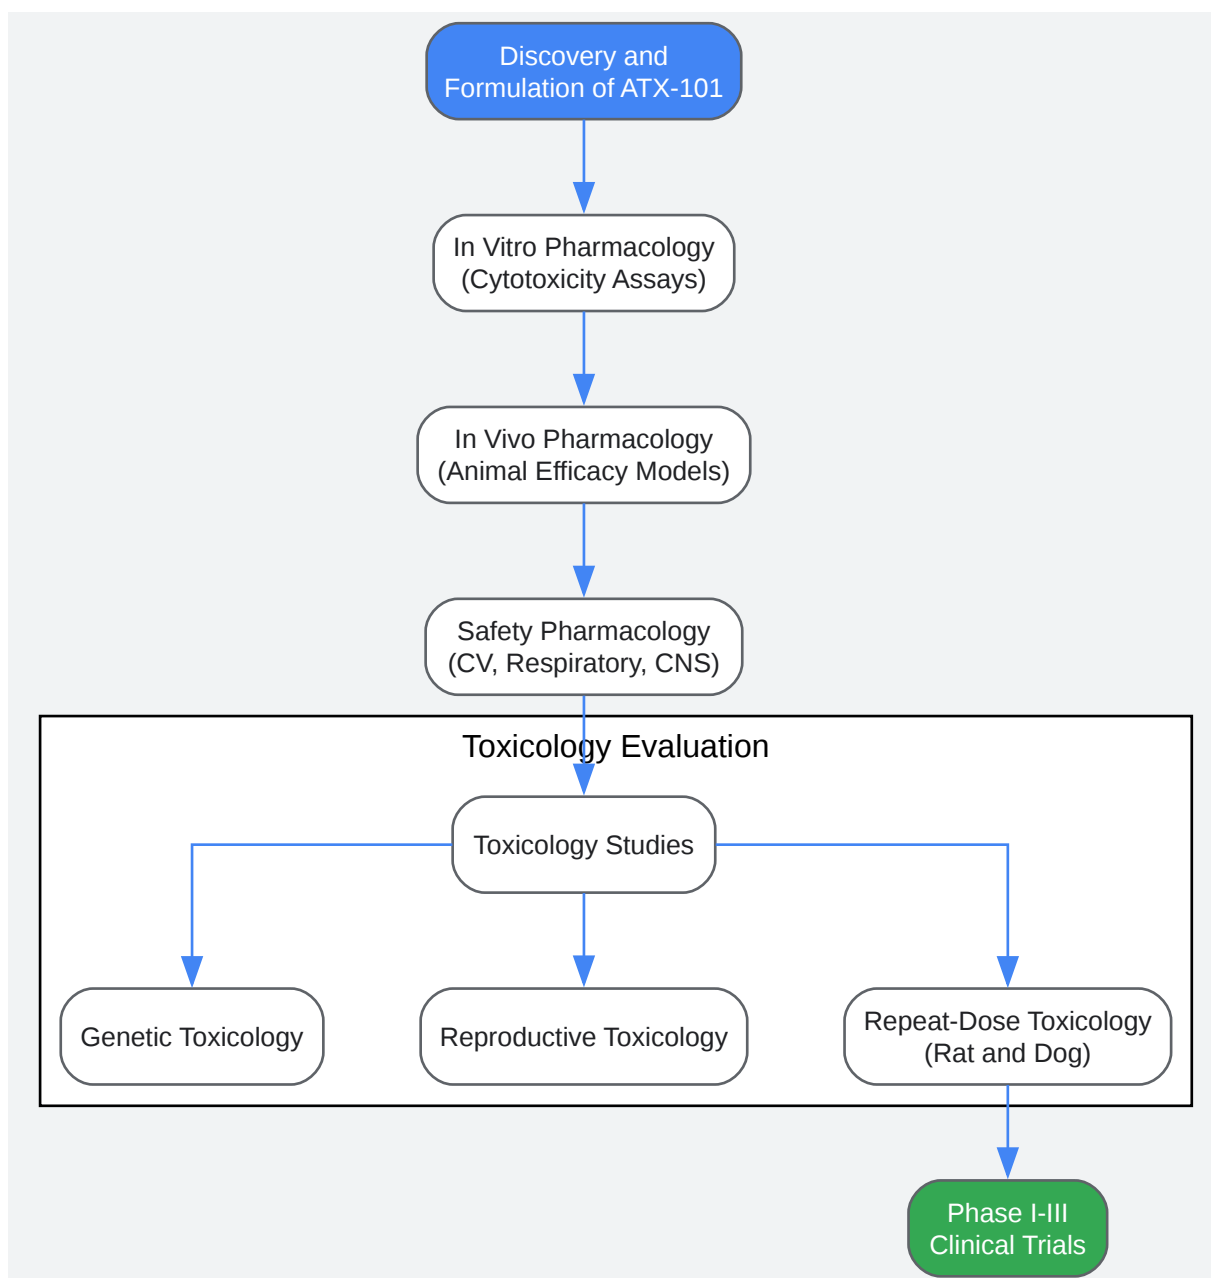 Discovery and
Formulation of ATX-101
In Vitro Pharmacology
(Cytotoxicity Assays)
In Vivo Pharmacology
(Animal Efficacy Models)
Safety Pharmacology
(CV, Respiratory, CNS)
Toxicology Evaluation
Toxicology Studies
Genetic Toxicology
Reproductive Toxicology
Repeat-Dose Toxicology
(Rat and Dog)
Phase I-III
Clinical Trials